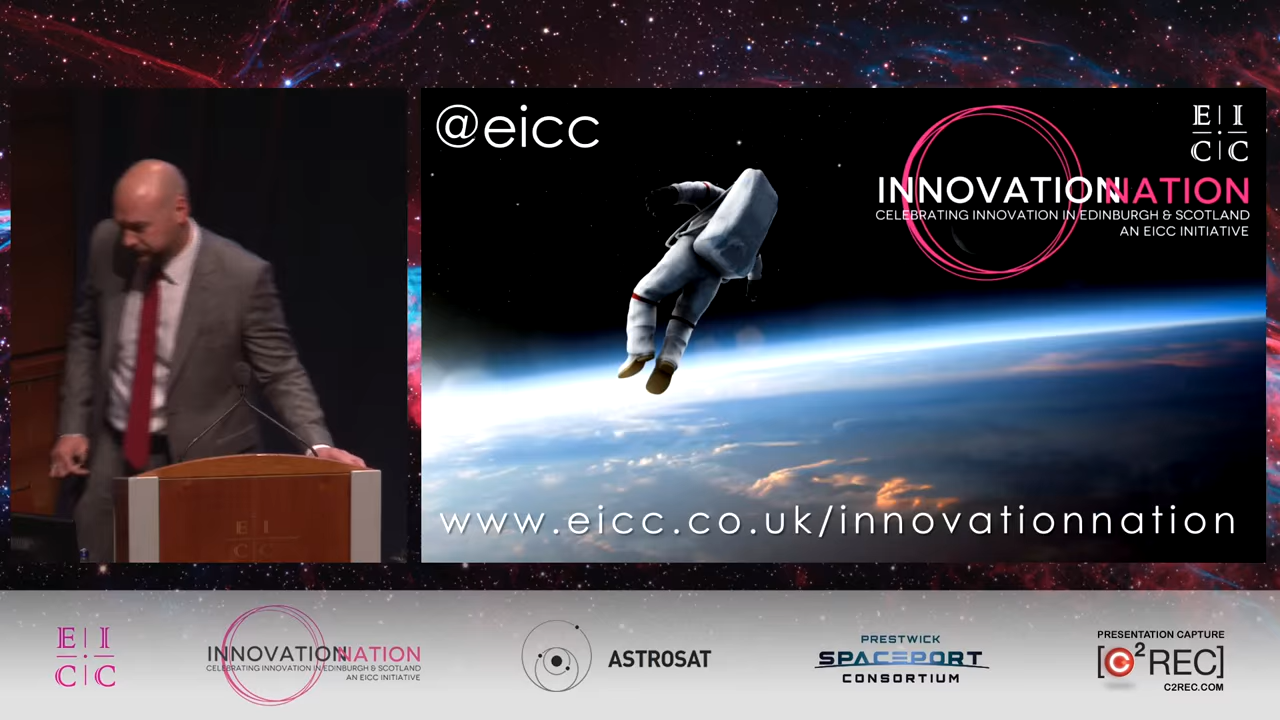 @eicc
E I
C C
INNOVATIONNATION
CELEBRATING INNOVATION IN EDINBURGH & SCOTLAND
AN EICC INITIATIVE
www.eicc.co.uk/innovationnation
E I
C C
E I
C C
INNOVATIONNATION
CELEBRATING INNOVATION IN EDINBURGH & SCOTLAND
AN EICC INITIATIVE
ASTROSAT
PRESTWICK
SPACEPORT
CONSORTIUM
PRESENTATION CAPTURE
[C²REC]
C2REC.COM